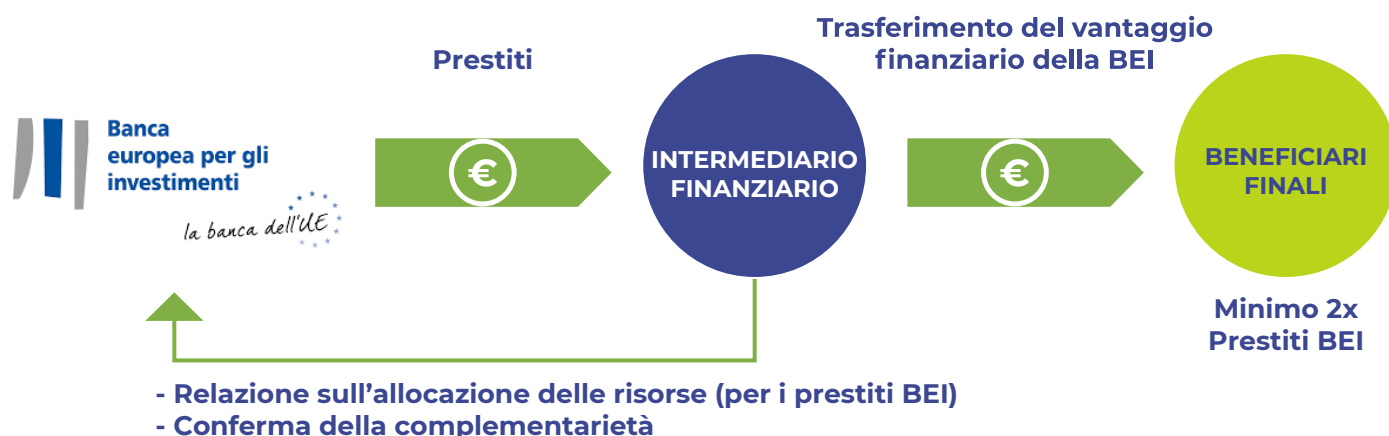 Trasferimento del vantaggio
finanziario della BEI
Prestiti
Banca
europea per gli
investimenti
la banca dell'UE
€
INTERMEDIARIO
FINANZIARIO
€
BENEFICIARI
FINALI
Minimo 2x
Prestiti BEI
- Relazione sull’allocazione delle risorse (per i prestiti BEI)
- Conferma della complementarietà